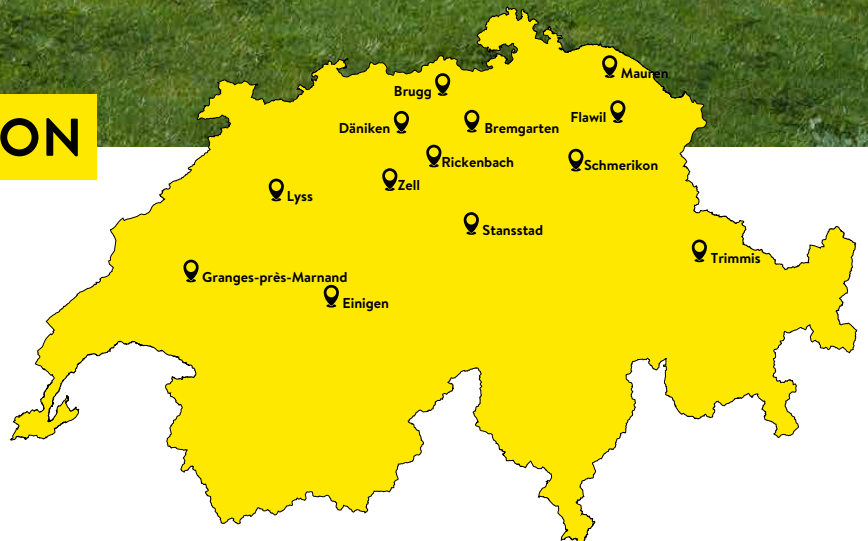 Mauren
Brugg
Flawil
Däniken
Bremgarten
ON
Rickenbach
Schmerikon
Zell
Lyss
Stansstad
Trimmis
Granges-près-Marnand
Einigen